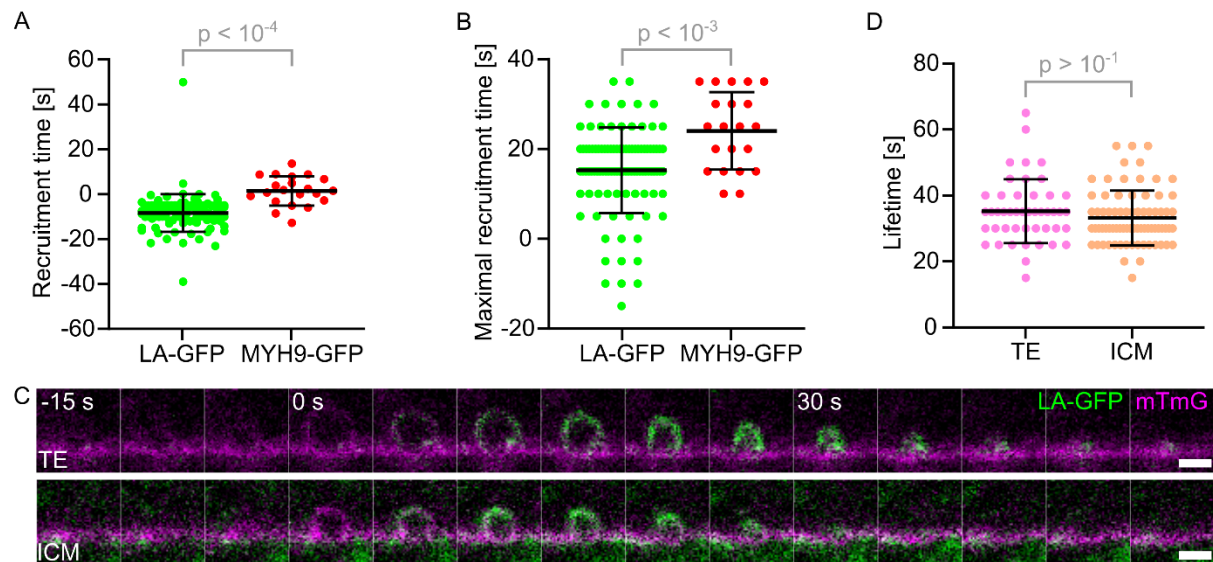 A
p < 10⁻⁴
Recruitment time [s]
60
40
20
0
-20
-40
-60
LA-GFP MYH9-GFP
B
p < 10⁻³
Maximal recruitment time [s]
40
20
0
-20
LA-GFP MYH9-GFP
D
p > 10⁻¹
Lifetime [s]
80
60
40
20
0
TE ICM
C
-15 s 0 s 30 s LA-GFP mTmG
TE
ICM